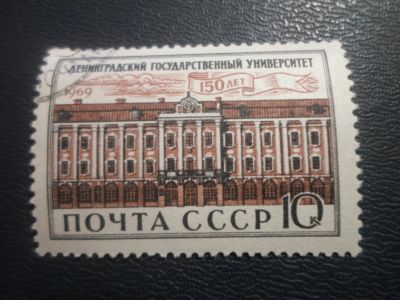 ЛЕНИНГРАДСКИЙ ГОСУДАРСТВЕННЫЙ УНИВЕРСИТЕТ
150 ЛЕТ
1969
ПОЧТА СССР 10 К